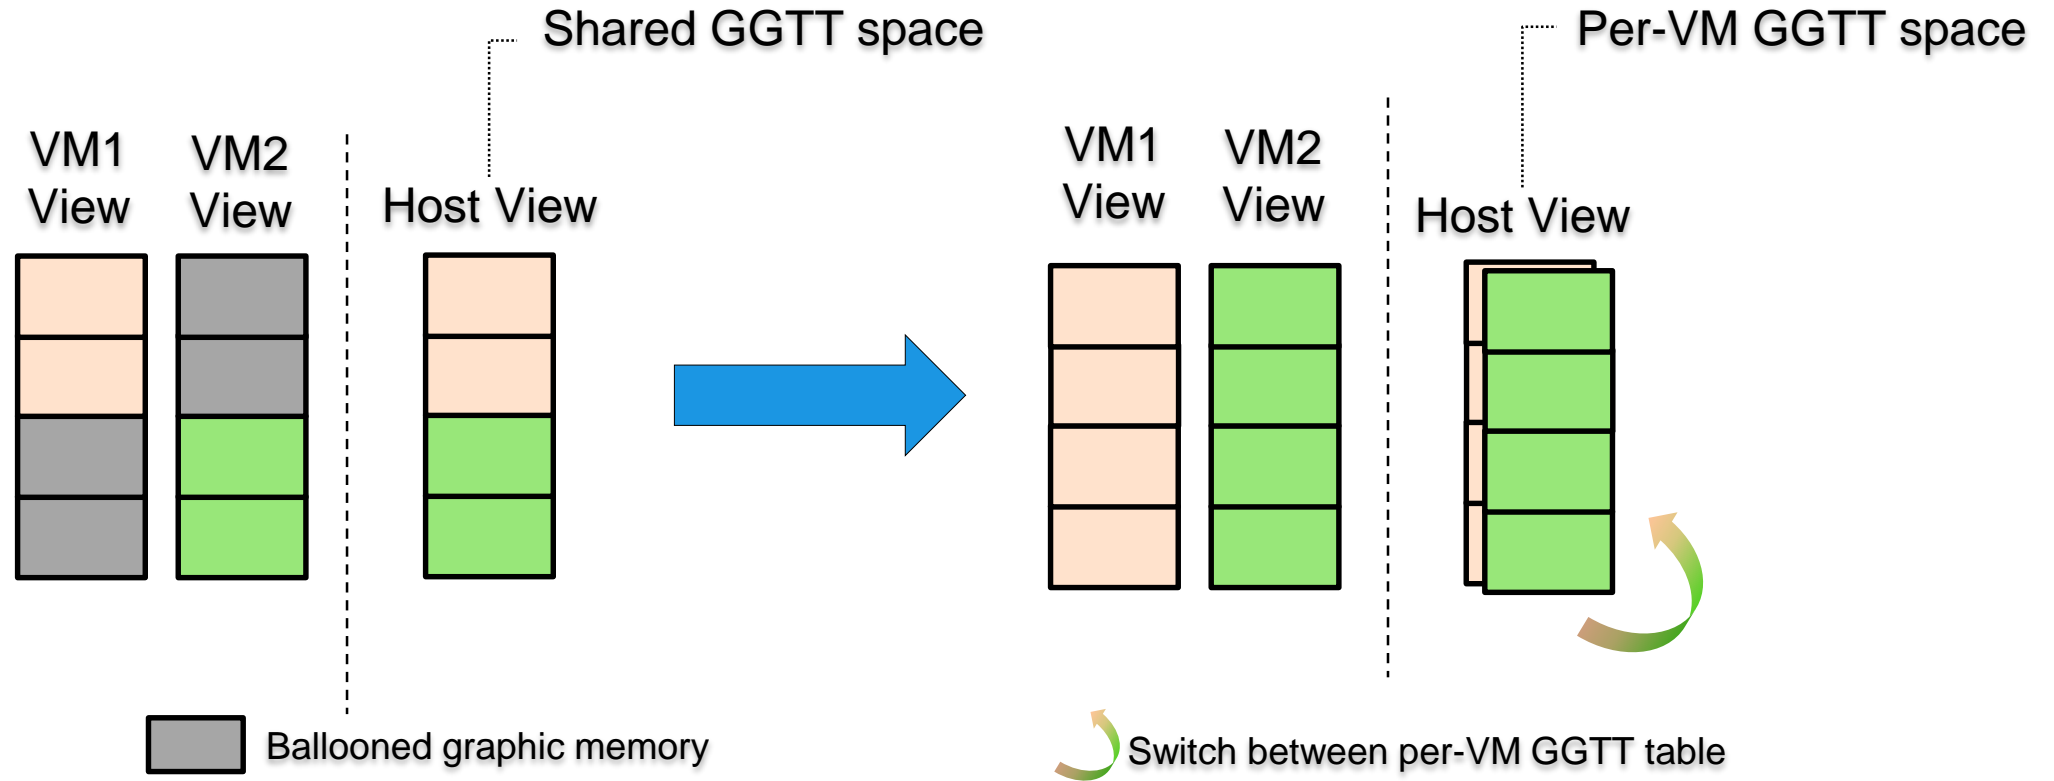 Shared GGTT space
Per-VM GGTT space
VM1
View
VM2
View
Host View
VM1
View
VM2
View
Host View
Ballooned graphic memory
Switch between per-VM GGTT table